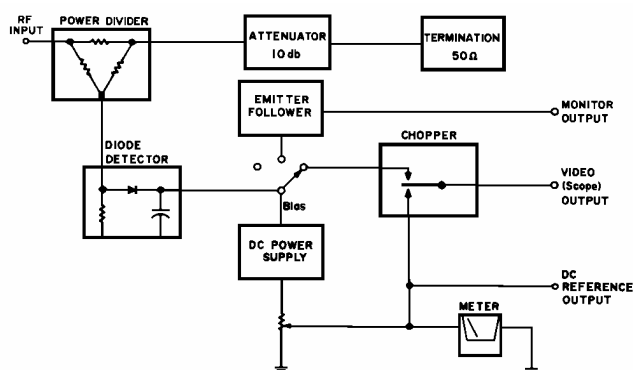 RF
INPUT
POWER DIVIDER
ATTENUATOR
10db
TERMINATION
50Ω
EMITTER
FOLLOWER
MONITOR
OUTPUT
CHOPPER
DIODE
DETECTOR
VIDEO
(Scope)
OUTPUT
Bias
DC POWER
SUPPLY
DC
REFERENCE
OUTPUT
METER